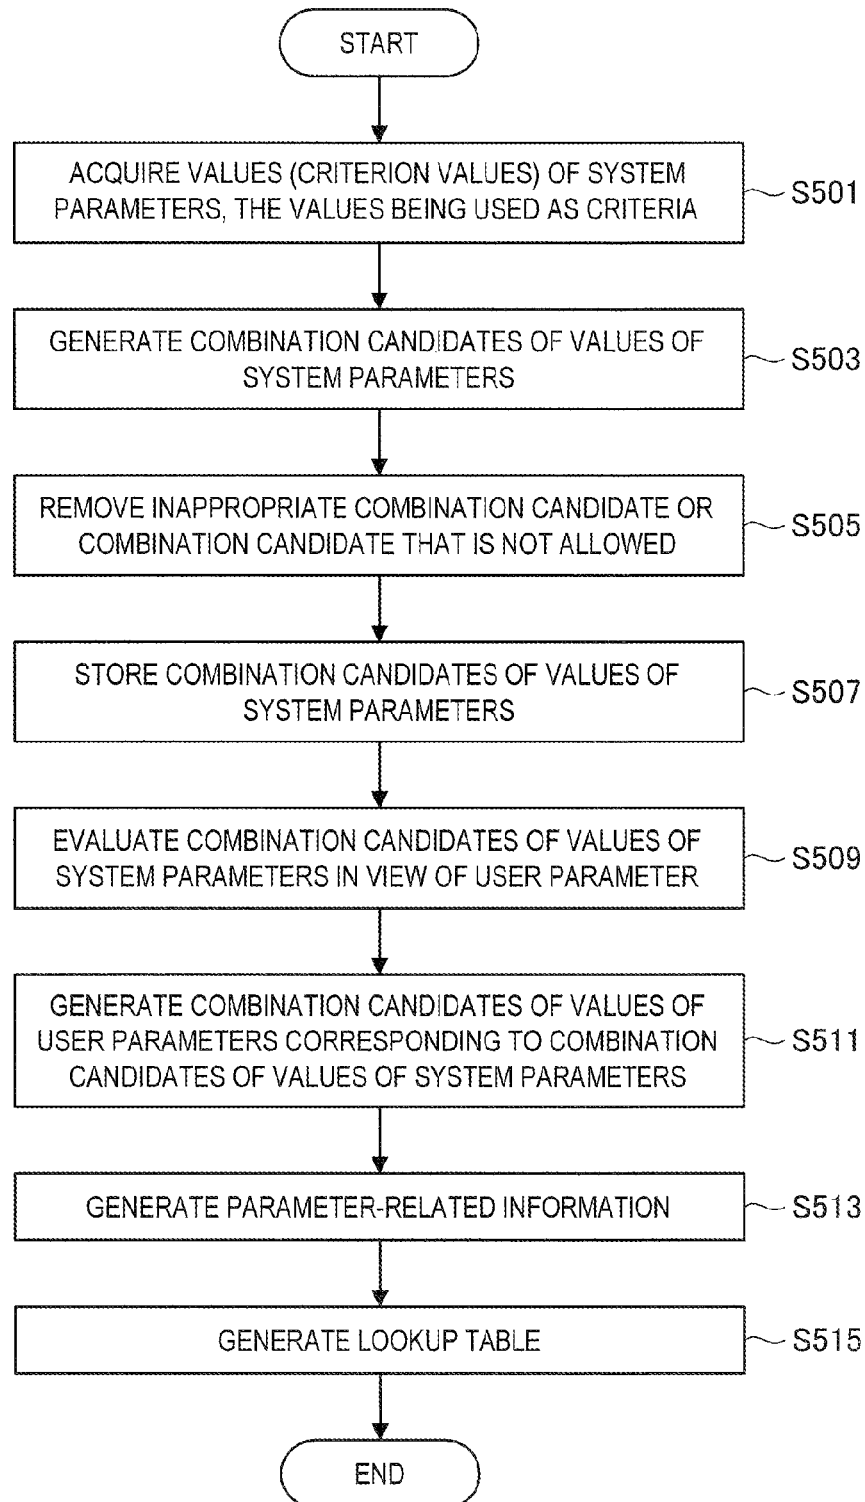 START
ACQUIRE VALUES (CRITERION VALUES) OF SYSTEM
PARAMETERS, THE VALUES BEING USED AS CRITERIA
S501
GENERATE COMBINATION CANDIDATES OF VALUES OF
SYSTEM PARAMETERS
S503
REMOVE INAPPROPRIATE COMBINATION CANDIDATE OR
COMBINATION CANDIDATE THAT IS NOT ALLOWED
S505
STORE COMBINATION CANDIDATES OF VALUES OF
SYSTEM PARAMETERS
S507
EVALUATE COMBINATION CANDIDATES OF VALUES OF
SYSTEM PARAMETERS IN VIEW OF USER PARAMETER
S509
GENERATE COMBINATION CANDIDATES OF VALUES OF
USER PARAMETERS CORRESPONDING TO COMBINATION
CANDIDATES OF VALUES OF SYSTEM PARAMETERS
S511
GENERATE PARAMETER-RELATED INFORMATION
S513
GENERATE LOOKUP TABLE
S515
END